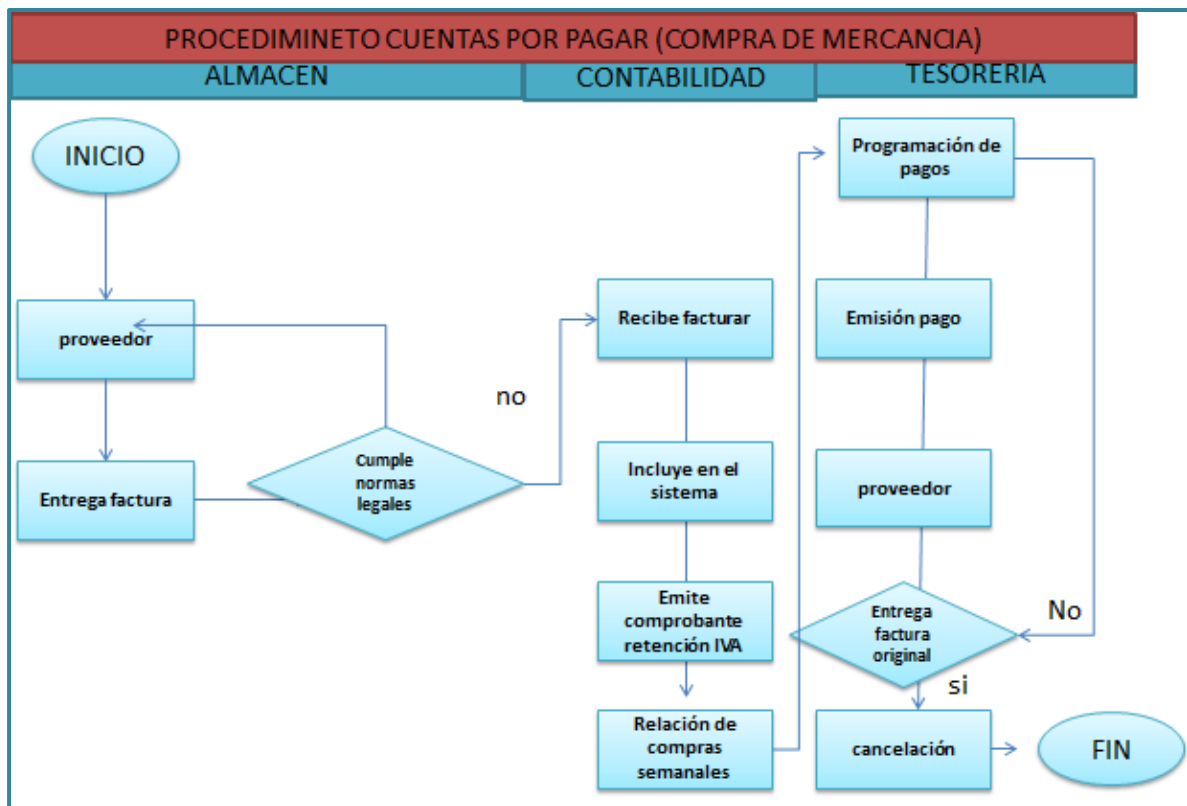 PROCEDIMINETO CUENTAS POR PAGAR (COMPRA DE MERCANCIA)
ALMACEN
CONTABILIDAD
TESORERIA
INICIO
proveedor
Entrega factura
Cumple
normas
legales
no
Recibe facturar
Incluye en el
sistema
Emite
comprobante
retención IVA
Relación de
compras
semanales
Programación de
pagos
Emisión pago
proveedor
Entrega
factura
original
No
si
cancelación
FIN